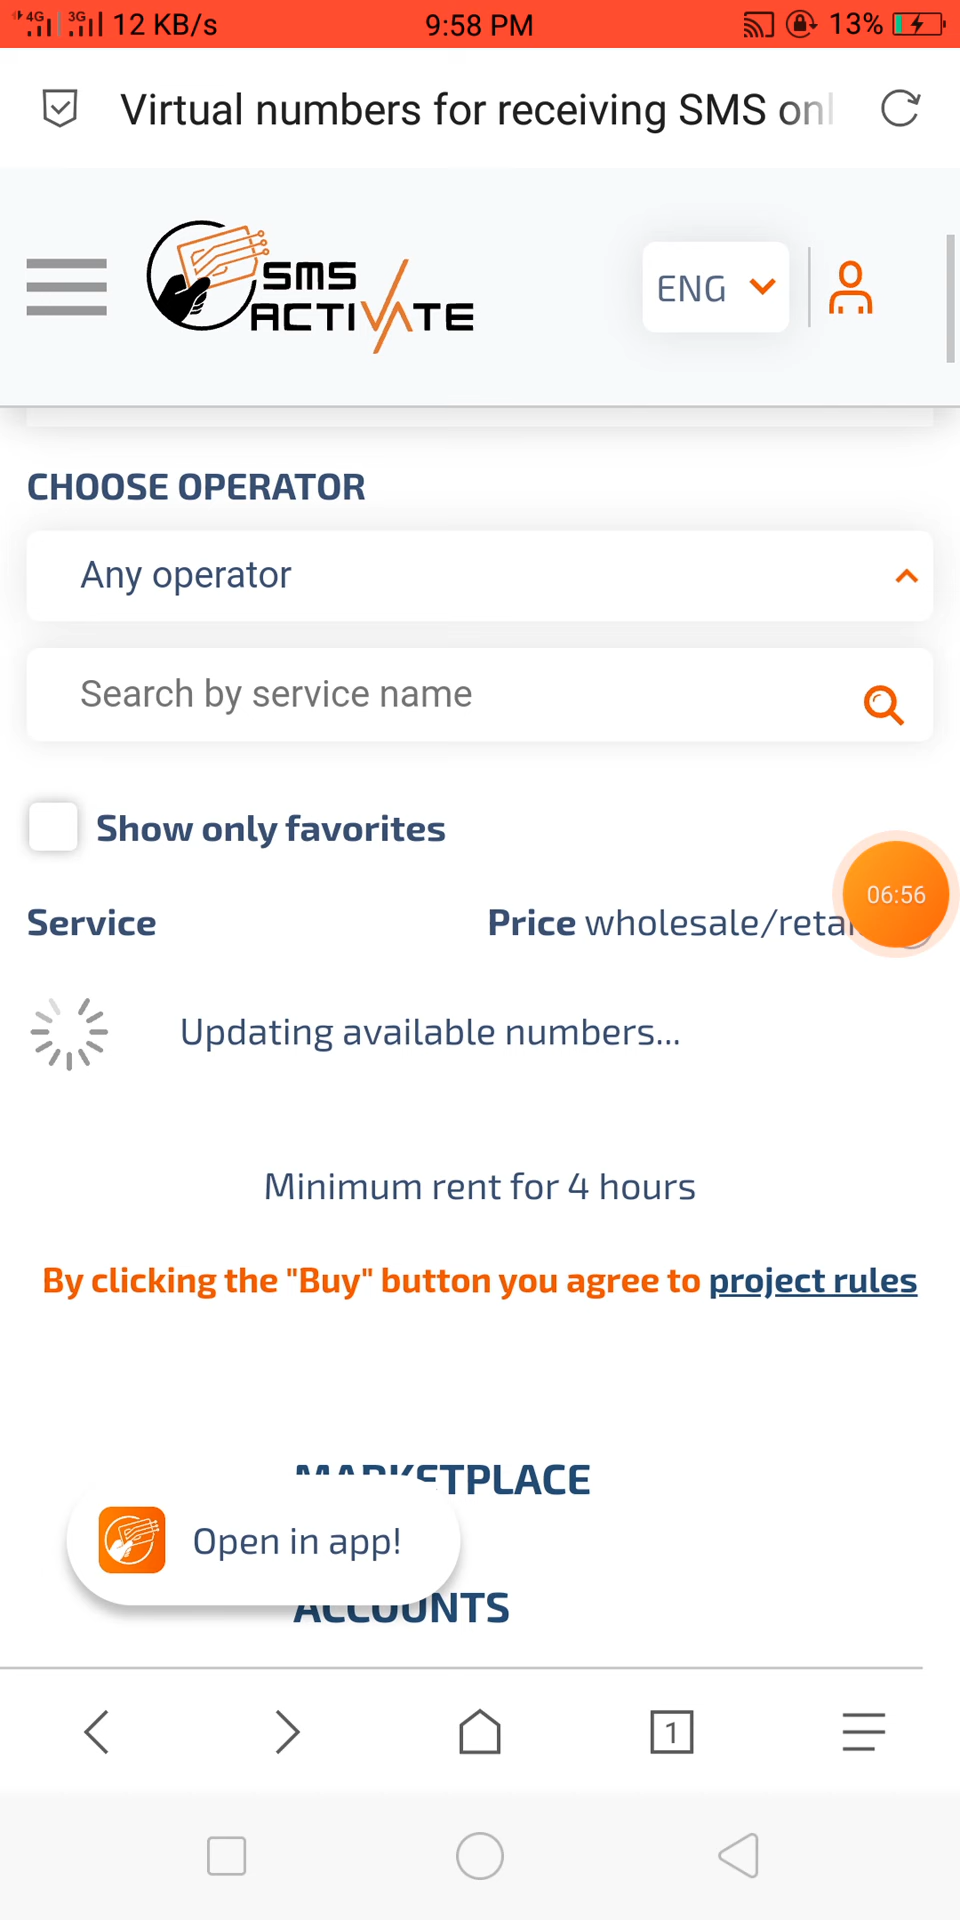 4G 3G 12 KB/s 9:58 PM 13%
Virtual numbers for receiving SMS onl
SMS
ACTIVATE
ENG
CHOOSE OPERATOR
Any operator
Search by service name
Show only favorites
Service Price wholesale/retai
06:56
Updating available numbers...
Minimum rent for 4 hours
By clicking the "Buy" button you agree to project rules
MARKETPLACE
Open in app!
ACCOUNTS
1